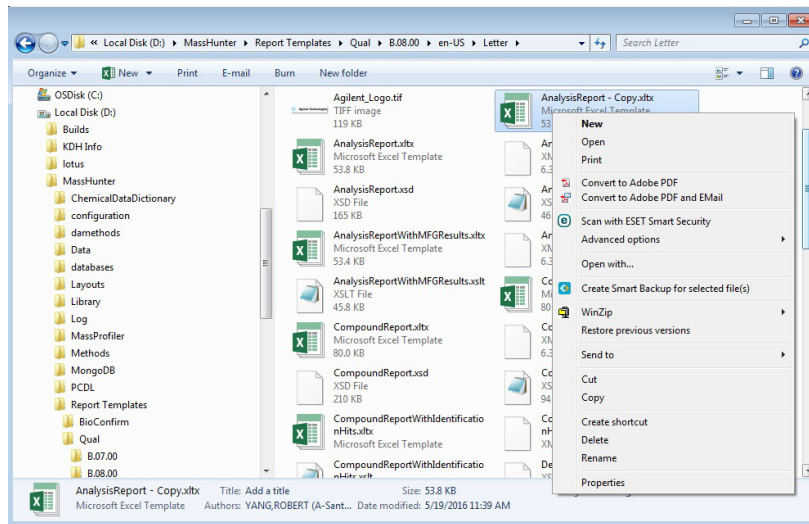 « Local Disk (D:) ▸ MassHunter ▸ Report Templates ▸ Qual ▸ B.08.00 ▸ en-US ▸ Letter ▸
Search Letter
Organize ▾ New ▾ Print E-mail Burn New folder
OSDisk (C:)
Local Disk (D:)
Builds
KDH Info
lotus
MassHunter
ChemicalDataDictionary
configuration
damethods
Data
databases
Layouts
Library
Log
MassProfiler
Methods
MongoDB
PCDL
Report Templates
BioConfirm
Qual
B.07.00
B.08.00
Agilent_Logo.tif
TIFF image
119 KB
AnalysisReport.xltx
Microsoft Excel Template
53.8 KB
AnalysisReport.xsd
XSD File
165 KB
AnalysisReportWithMFGResults.xltx
Microsoft Excel Template
53.4 KB
AnalysisReportWithMFGResults.xslt
XSLT File
45.8 KB
CompoundReport.xltx
Microsoft Excel Template
80.0 KB
CompoundReport.xsd
XSD File
210 KB
CompoundReportWithIdentificatio
nHits.xltx
Microsoft Excel Template
CompoundReportWithIdentificatio
nHits.xslt
AnalysisReport - Copy.xltx
Microsoft Excel Template
53
New
Open
Print
Convert to Adobe PDF
Convert to Adobe PDF and EMail
Scan with ESET Smart Security
Advanced options
Open with...
Create Smart Backup for selected file(s)
WinZip
Restore previous versions
Send to
Cut
Copy
Create shortcut
Delete
Rename
Properties
AnalysisReport - Copy.xltx Title: Add a title Size: 53.8 KB
Microsoft Excel Template Authors: YANG,ROBERT (A-Sant... Date modified: 5/19/2016 11:39 AM